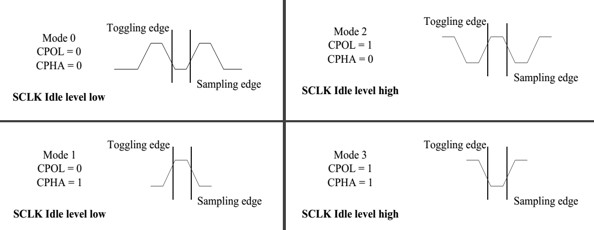 Toggling edge
Mode 0
CPOL = 0
CPHA = 0
Sampling edge
SCLK Idle level low
Toggling edge
Mode 2
CPOL = 1
CPHA = 0
Sampling edge
SCLK Idle level high
Toggling edge
Mode 1
CPOL = 0
CPHA = 1
Sampling edge
SCLK Idle level low
Toggling edge
Mode 3
CPOL = 1
CPHA = 1
Sampling edge
SCLK Idle level high